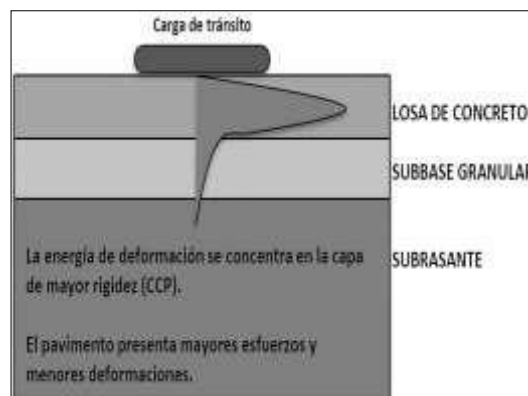 Carga de tránsito
LOSA DE CONCRETO
SUBBASE GRANULAR
SUBRASANTE
La energía de deformación se concentra en la capa
de mayor rigidez (CCP).
El pavimento presenta mayores esfuerzos y
menores deformaciones.